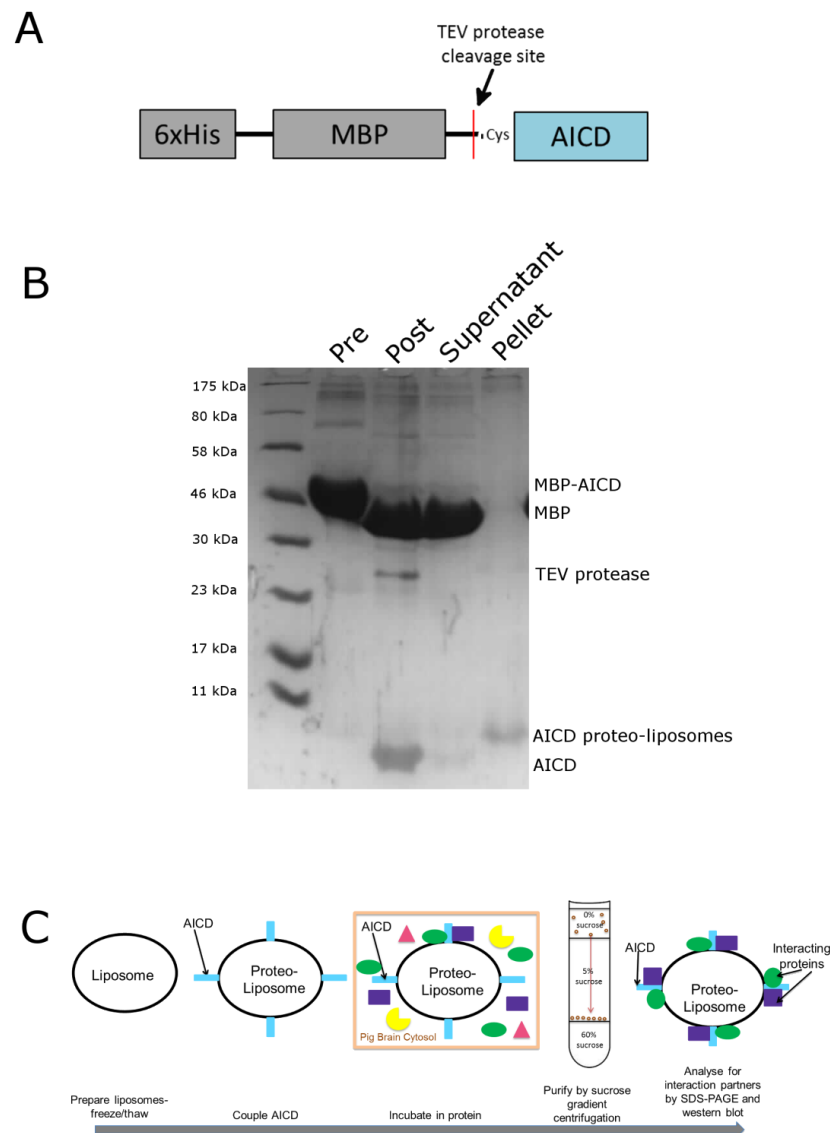 A
TEV protease
cleavage site
6xHis
MBP
Cys
AICD
B
Pre
Post
Supernatant
Pellet
175 kDa
80 kDa
58 kDa
46 kDa
30 kDa
23 kDa
17 kDa
11 kDa
MBP-AICD
MBP
TEV protease
AICD proteo-liposomes
AICD
C
Liposome
AICD
Proteo-
Liposome
AICD
Proteo-
Liposome
Pig Brain Cytosol
0%
sucrose
5%
sucrose
60%
sucrose
AICD
Proteo-
Liposome
Interacting
proteins
Prepare liposomes-
freeze/thaw
Couple AICD
Incubate in protein
Purify by sucrose
gradient
centrifugation
Analyse for
interaction partners
by SDS-PAGE and
western blot